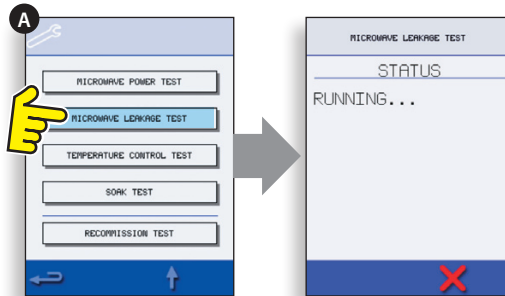 A
MICROWAVE POWER TEST
MICROWAVE LEAKAGE TEST
TEMPERATURE CONTROL TEST
SOAK TEST
RECOMMISSION TEST
MICROWAVE LEAKAGE TEST
STATUS
RUNNING...